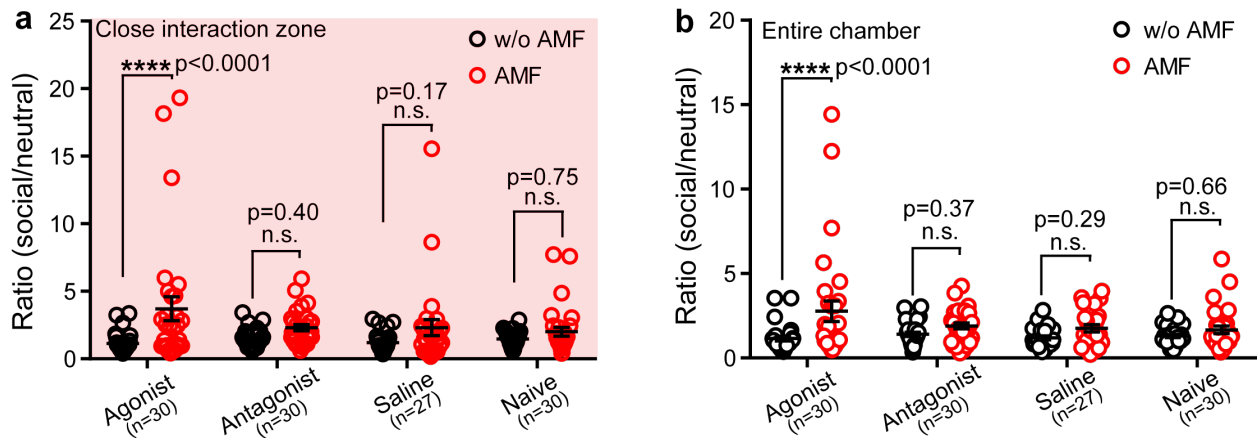 a
Close interaction zone
w/o AMF
AMF
**** p<0.0001
p=0.17
n.s.
p=0.40
n.s.
p=0.75
n.s.
Ratio (social/neutral)
25
20
15
10
5
0
Agonist
(n=30)
Antagonist
(n=30)
Saline
(n=27)
Naive
(n=30)
b
Entire chamber
w/o AMF
AMF
**** p<0.0001
p=0.37
n.s.
p=0.29
n.s.
p=0.66
n.s.
Ratio (social/neutral)
20
15
10
5
0
Agonist
(n=30)
Antagonist
(n=30)
Saline
(n=27)
Naive
(n=30)